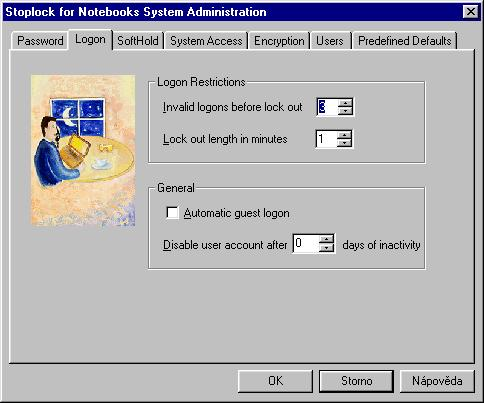 Stoplock for Notebooks System Administration
Password Logon SoftHold System Access Encryption Users Predefined Defaults
Logon Restrictions
Invalid logons before lock out 3
Lock out length in minutes 1
General
Automatic guest logon
Disable user account after 0 days of inactivity
OK Storno Nápověda